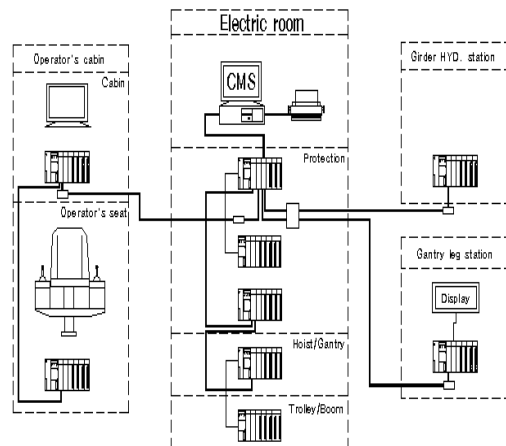 Electric room
Operator's cabin
Cabin
CMS
Girder HYD. station
Protection
Operator's seat
Gantry leg station
Display
Hoist/Gantry
Trolley/Boom